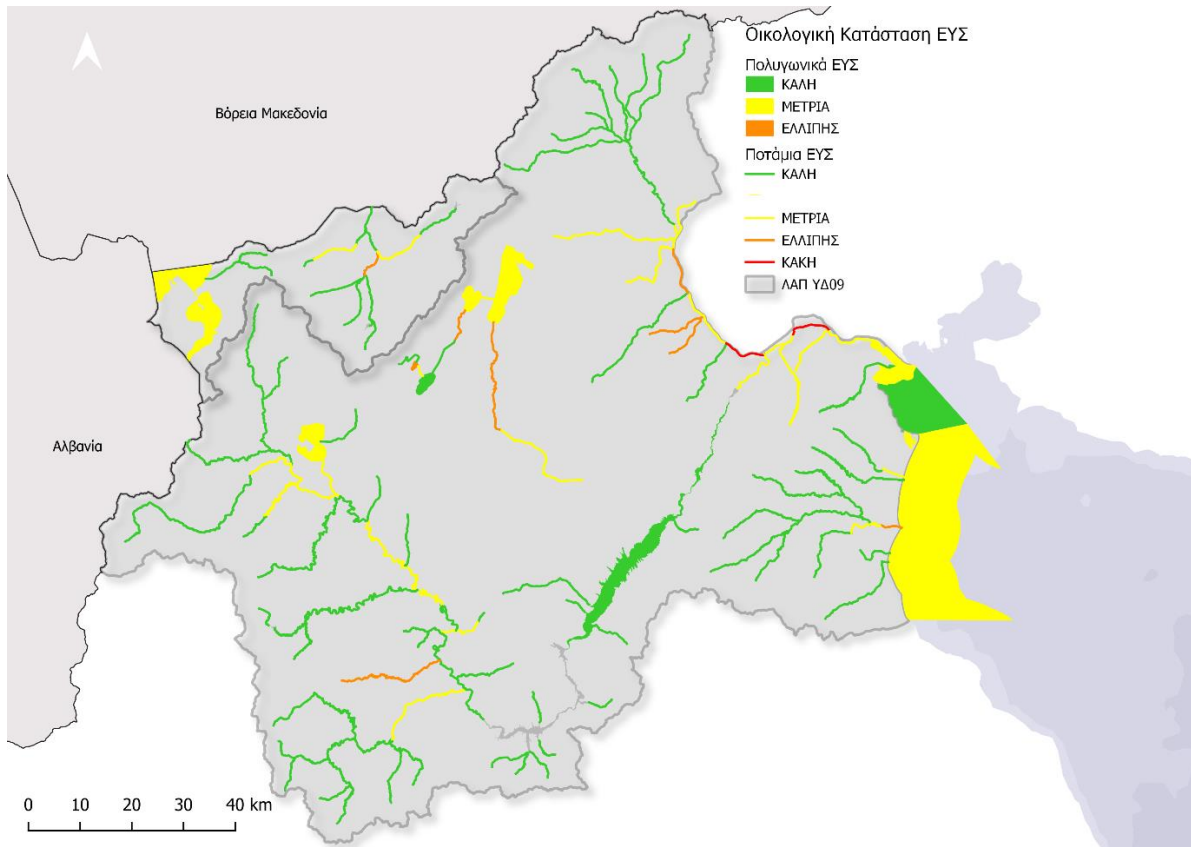 Οικολογική Κατάσταση ΕΥΣ
Πολυγωνικά ΕΥΣ
ΚΑΛΗ
ΜΕΤΡΙΑ
ΕΛΛΙΠΗΣ
Ποτάμια ΕΥΣ
ΚΑΛΗ
ΜΕΤΡΙΑ
ΕΛΛΙΠΗΣ
ΚΑΚΗ
ΛΑΠ ΥΔ09
Βόρεια Μακεδονία
Αλβανία
0 10 20 30 40 km